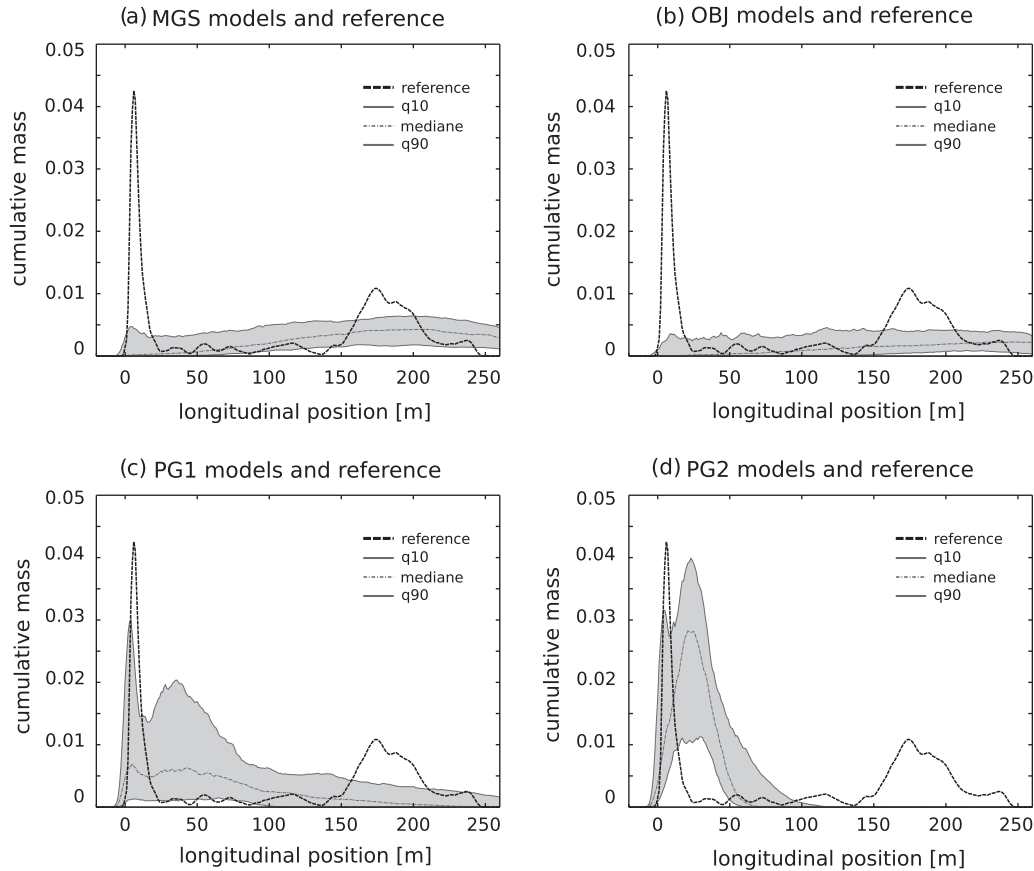 (a) MGS models and reference
0.05
0.04
0.03
0.02
0.01
0
cumulative mass
reference
q10
mediane
q90
0 50 100 150 200 250
longitudinal position [m]
(b) OBJ models and reference
0.05
0.04
0.03
0.02
0.01
0
cumulative mass
reference
q10
mediane
q90
0 50 100 150 200 250
longitudinal position [m]
(c) PG1 models and reference
0.05
0.04
0.03
0.02
0.01
0
cumulative mass
reference
q10
mediane
q90
0 50 100 150 200 250
longitudinal position [m]
(d) PG2 models and reference
0.05
0.04
0.03
0.02
0.01
0
cumulative mass
reference
q10
mediane
q90
0 50 100 150 200 250
longitudinal position [m]